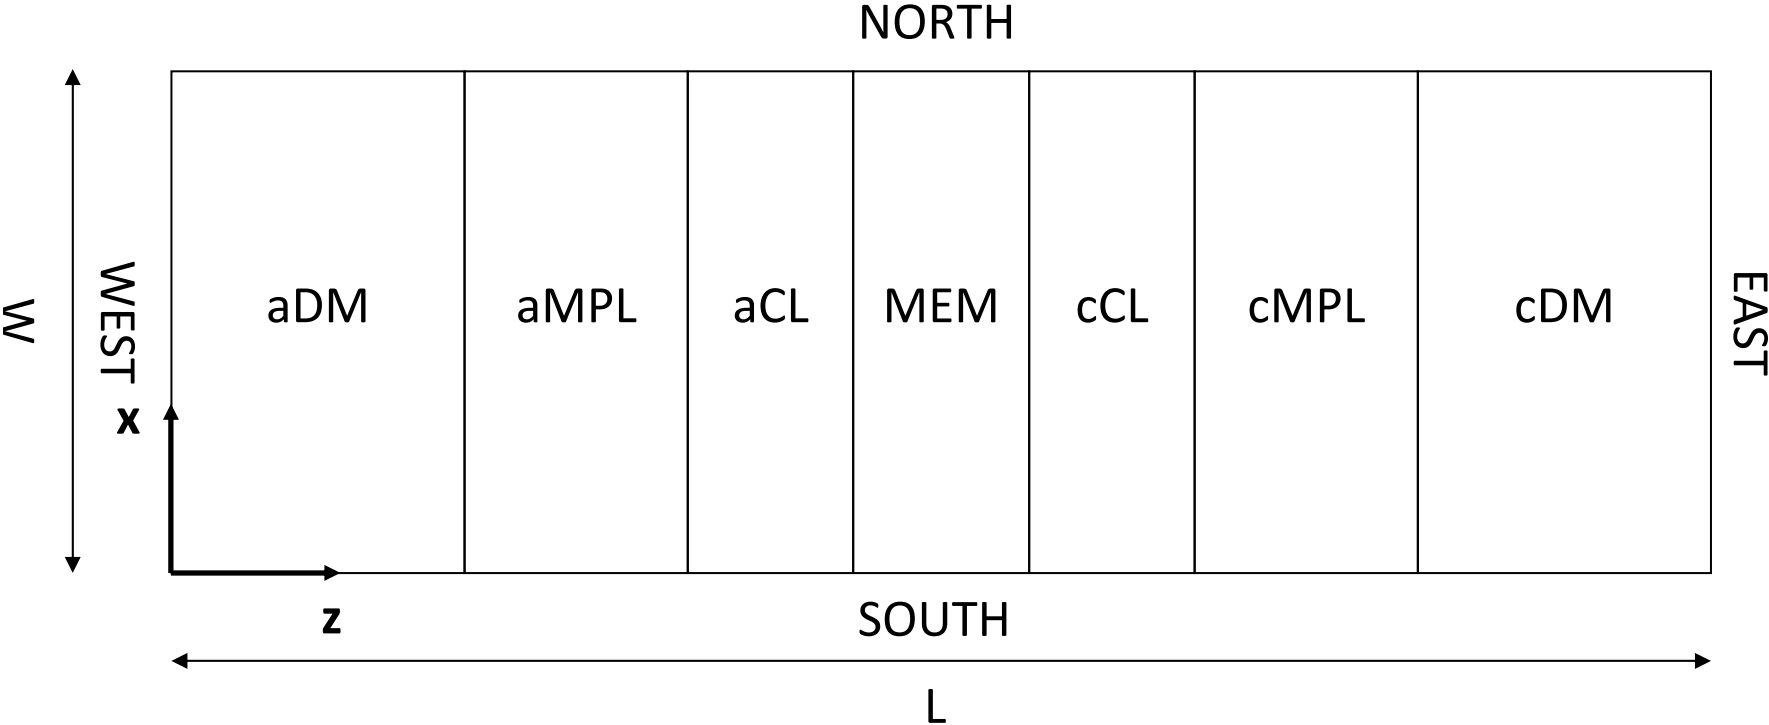 NORTH
W
WEST
aDM
aMPL
aCL
MEM
cCL
cMPL
cDM
EAST
x
z
SOUTH
L